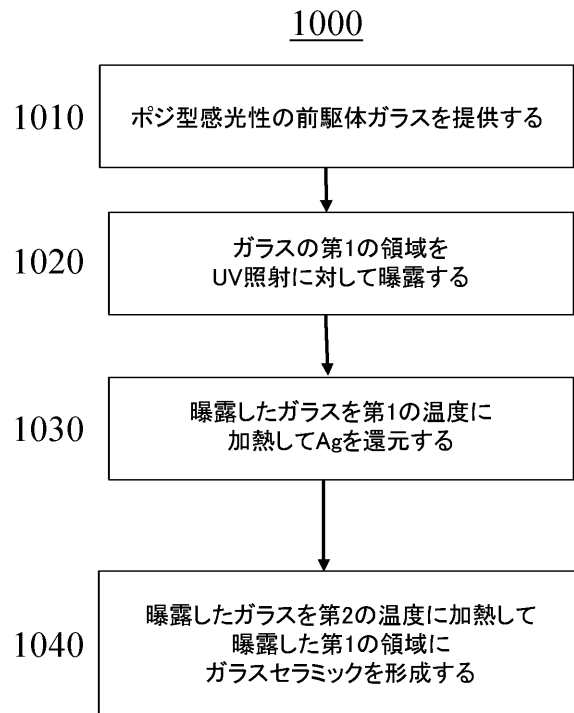 1000
1010
ポジ型感光性の前駆体ガラスを提供する
1020
ガラスの第1の領域を
UV照射に対して曝露する
1030
曝露したガラスを第1の温度に
加熱してAgを還元する
1040
曝露したガラスを第2の温度に加熱して
曝露した第1の領域に
ガラスセラミックを形成する